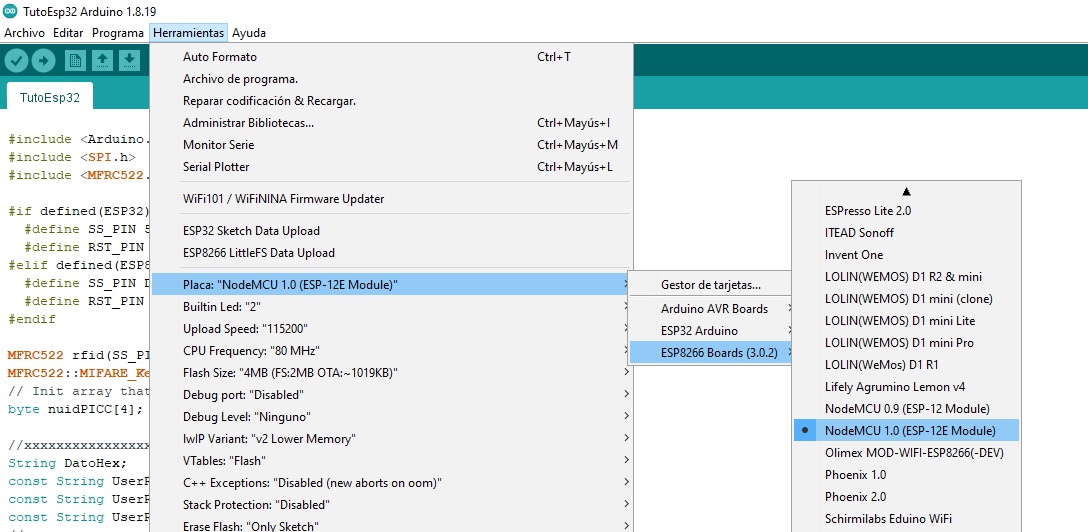 TutoEsp32 Arduino 1.8.19
Archivo Editar Programa Herramientas Ayuda
TutoEsp32
#include <Arduino.
#include <SPI.h>
#include <MFRC522.
#if defined(ESP32)
#define SS_PIN 5
#define RST_PIN
#elif defined(ESP8
#define SS_PIN D
#define RST_PIN
#endif
MFRC522 rfid(SS_PI
MFRC522::MIFARE_Ke
// Init array that
byte nuidPICC[4];
//xxxxxxxxxxxxxxxx
String DatoHex;
const String UserR
const String UserR
const String UserR
Auto Formato Ctrl+T
Archivo de programa.
Reparar codificación & Recargar.
Administrar Bibliotecas... Ctrl+Mayús+I
Monitor Serie Ctrl+Mayús+M
Serial Plotter Ctrl+Mayús+L
WiFi101 / WiFiNINA Firmware Updater
ESP32 Sketch Data Upload
ESP8266 LittleFS Data Upload
Placa: "NodeMCU 1.0 (ESP-12E Module)"
Builtin Led: "2"
Upload Speed: "115200"
CPU Frequency: "80 MHz"
Flash Size: "4MB (FS:2MB OTA:~1019KB)"
Debug port: "Disabled"
Debug Level: "Ninguno"
lwIP Variant: "v2 Lower Memory"
VTables: "Flash"
C++ Exceptions: "Disabled (new aborts on oom)"
Stack Protection: "Disabled"
Erase Flash: "Only Sketch"
Gestor de tarjetas...
Arduino AVR Boards
ESP32 Arduino
ESP8266 Boards (3.0.2)
ESPresso Lite 2.0
ITEAD Sonoff
Invent One
LOLIN(WEMOS) D1 R2 & mini
LOLIN(WEMOS) D1 mini (clone)
LOLIN(WEMOS) D1 mini Lite
LOLIN(WEMOS) D1 mini Pro
LOLIN(WeMos) D1 R1
Lifely Agrumino Lemon v4
NodeMCU 0.9 (ESP-12 Module)
NodeMCU 1.0 (ESP-12E Module)
Olimex MOD-WIFI-ESP8266(-DEV)
Phoenix 1.0
Phoenix 2.0
Schirmilabs Eduino WiFi